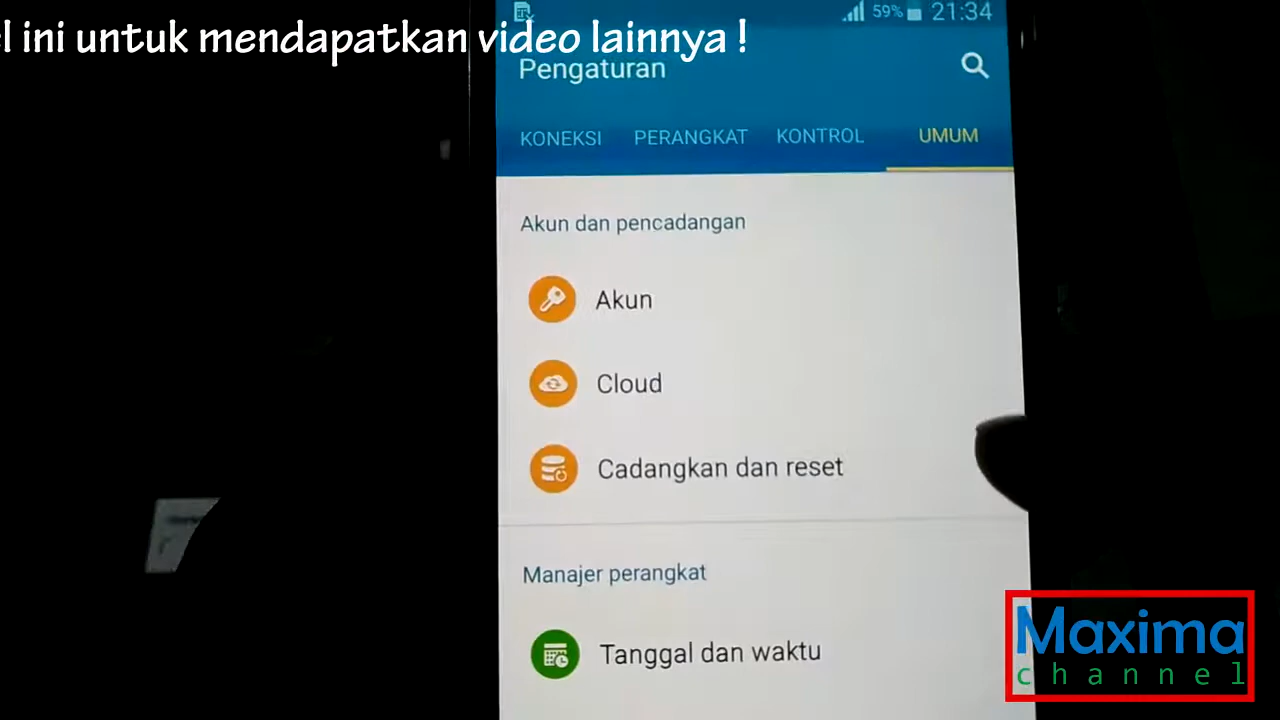 59% 21:34
ini untuk mendapatkan video lainnya !
Pengaturan
KONEKSI PERANGKAT KONTROL UMUM
Akun dan pencadangan
Akun
Cloud
Cadangkan dan reset
Manajer perangkat
Tanggal dan waktu
Maxima
channel